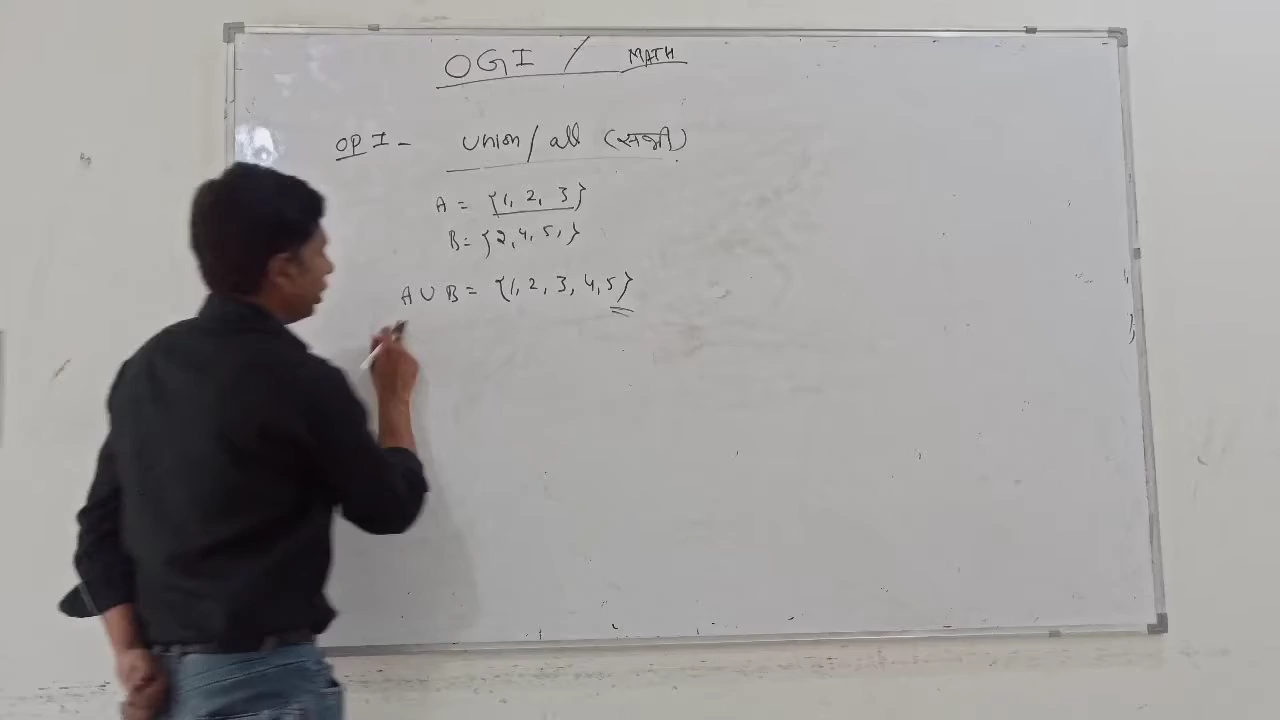 OGI / MATH
OP I - Union / all (सभी)
A = {1, 2, 3}
B = {2, 4, 5, }
A ∪ B = {1, 2, 3, 4, 5}